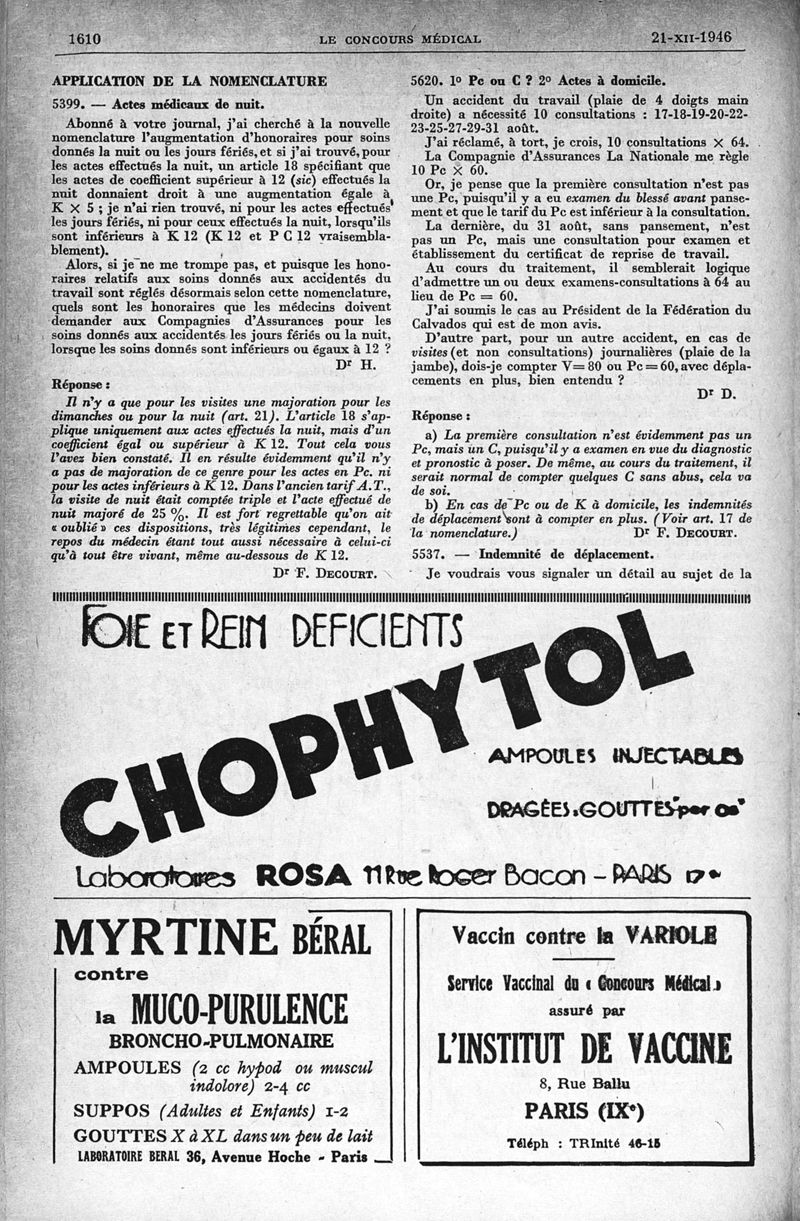 1610
LE CONCOURS MÉDICAL
21-XII-1946
APPLICATION DE LA NOMENCLATURE
5399. — Actes médicaux de nuit.
Abonné à votre journal, j'ai cherché à la nouvelle
nomenclature l'augmentation d'honoraires pour soins
donnés la nuit ou les jours fériés, et si j'ai trouvé, pour
les actes effectués la nuit, un article 18 spécifiant que
les actes de coefficient supérieur à 12 (sic) effectués la
nuit donnaient droit à une augmentation égale à
K × 5 ; je n'ai rien trouvé, ni pour les actes effectués
les jours fériés, ni pour ceux effectués la nuit, lorsqu'ils
sont inférieurs à K 12 (K 12 et P C 12 vraisembla-
blement).
Alors, si je ne me trompe pas, et puisque les hono-
raires relatifs aux soins donnés aux accidentés du
travail sont réglés désormais selon cette nomenclature,
quels sont les honoraires que les médecins doivent
demander aux Compagnies d'Assurances pour les
soins donnés aux accidentés les jours fériés ou la nuit,
lorsque les soins donnés sont inférieurs ou égaux à 12 ?
Dr H.
Réponse :
Il n'y a que pour les visites une majoration pour les
dimanches ou pour la nuit (art. 21). L'article 18 s'ap-
plique uniquement aux actes effectués la nuit, mais d'un
coefficient égal ou supérieur à K 12. Tout cela vous
l'avez bien constaté. Il en résulte évidemment qu'il n'y
a pas de majoration de ce genre pour les actes en Pc. ni
pour les actes inférieurs à K 12. Dans l'ancien tarif A.T.,
la visite de nuit était comptée triple et l'acte effectué de
nuit majoré de 25 %. Il est fort regrettable qu'on ait
« oublié » ces dispositions, très légitimes cependant, le
repos du médecin étant tout aussi nécessaire à celui-ci
qu'à tout être vivant, même au-dessous de K 12.
Dr F. DECOURT.
5620. 1º Pc ou C ? 2º Actes à domicile.
Un accident du travail (plaie de 4 doigts main
droite) a nécessité 10 consultations : 17-18-19-20-22-
23-25-27-29-31 août.
J'ai réclamé, à tort, je crois, 10 consultations × 64.
La Compagnie d'Assurances La Nationale me règle
10 Pc × 60.
Or, je pense que la première consultation n'est pas
une Pc, puisqu'il y a eu examen du blessé avant panse-
ment et que le tarif du Pc est inférieur à la consultation.
La dernière, du 31 août, sans pansement, n'est
pas un Pc, mais une consultation pour examen et
établissement du certificat de reprise de travail.
Au cours du traitement, il semblerait logique
d'admettre un ou deux examens-consultations à 64 au
lieu de Pc = 60.
J'ai soumis le cas au Président de la Fédération du
Calvados qui est de mon avis.
D'autre part, pour un autre accident, en cas de
visites (et non consultations) journalières (plaie de la
jambe), dois-je compter V = 80 ou Pc = 60, avec dépla-
cements en plus, bien entendu ?
Dr D.
Réponse :
a) La première consultation n'est évidemment pas un
Pc, mais un C, puisqu'il y a examen en vue du diagnostic
et pronostic à poser. De même, au cours du traitement, il
serait normal de compter quelques C sans abus, cela va
de soi.
b) En cas de Pc ou de K à domicile, les indemnités
de déplacement sont à compter en plus. (Voir art. 17 de
la nomenclature.) Dr F. DECOURT.
5537. — Indemnité de déplacement.
Je voudrais vous signaler un détail au sujet de la
FOIE ET REIN DEFICIENTS
CHOPHYTOL
AMPOULES INJECTABLES
DRAGÉES. GOUTTES "per os"
Laboratoires ROSA 11 Rue Roger Bacon – PARIS 17e
MYRTINE BÉRAL
contre
la MUCO-PURULENCE
BRONCHO-PULMONAIRE
AMPOULES (2 cc hypod ou muscul
indolore) 2-4 cc
SUPPOS (Adultes et Enfants) 1-2
GOUTTES X à XL dans un peu de lait
LABORATOIRE BERAL 36, Avenue Hoche - Paris
Vaccin contre la VARIOLE
Service Vaccinal du « Concours Médical »
assuré par
L'INSTITUT DE VACCINE
8, Rue Ballu
PARIS (IXe)
Téléph : TRInité 46-15